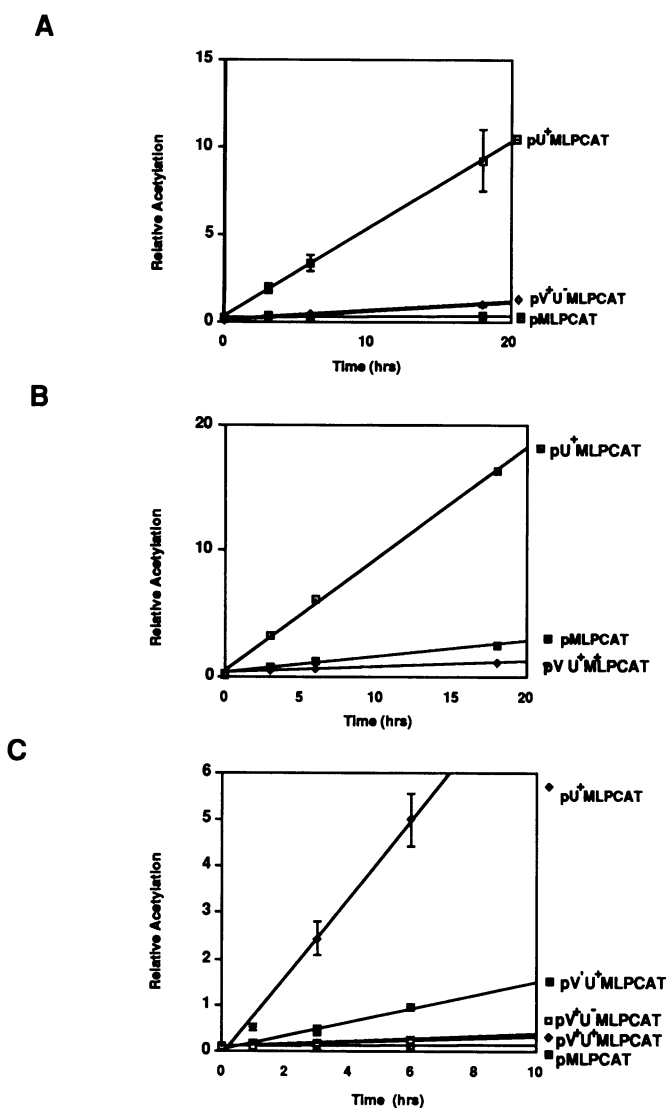 A
15
10
5
0
Relative Acetylation
pU+MLPCAT
pV+U-MLPCAT
pMLPCAT
0 10 20
Time (hrs)
B
20
10
0
Relative Acetylation
pU+MLPCAT
pMLPCAT
pV U+ +MLPCAT
0 5 10 15 20
Time (hrs)
C
6
5
4
3
2
1
0
Relative Acetylation
pU+MLPCAT
pV-U+MLPCAT
pV+U-MLPCAT
pV+U+MLPCAT
pMLPCAT
0 2 4 6 8 10
Time (hrs)